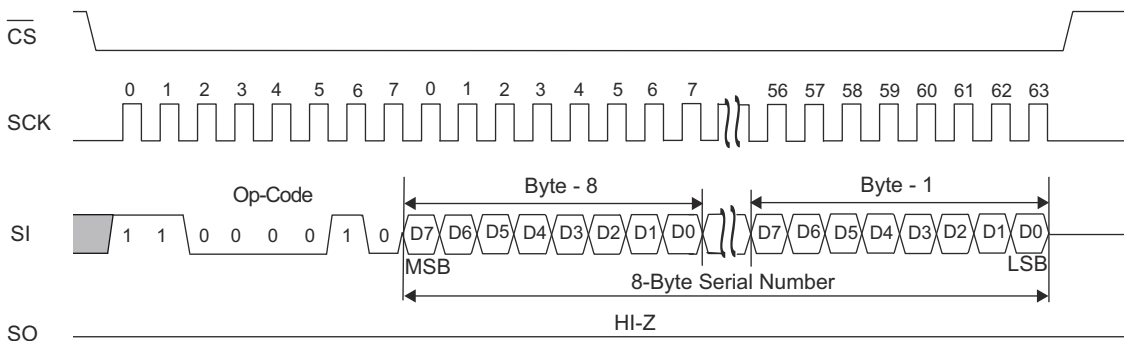 CS
0 1 2 3 4 5 6 7 0 1 2 3 4 5 6 7 56 57 58 59 60 61 62 63
SCK
Op-Code Byte - 8 Byte - 1
SI 1 1 0 0 0 0 1 0 D7 D6 D5 D4 D3 D2 D1 D0 D7 D6 D5 D4 D3 D2 D1 D0
MSB LSB
8-Byte Serial Number
HI-Z
SO